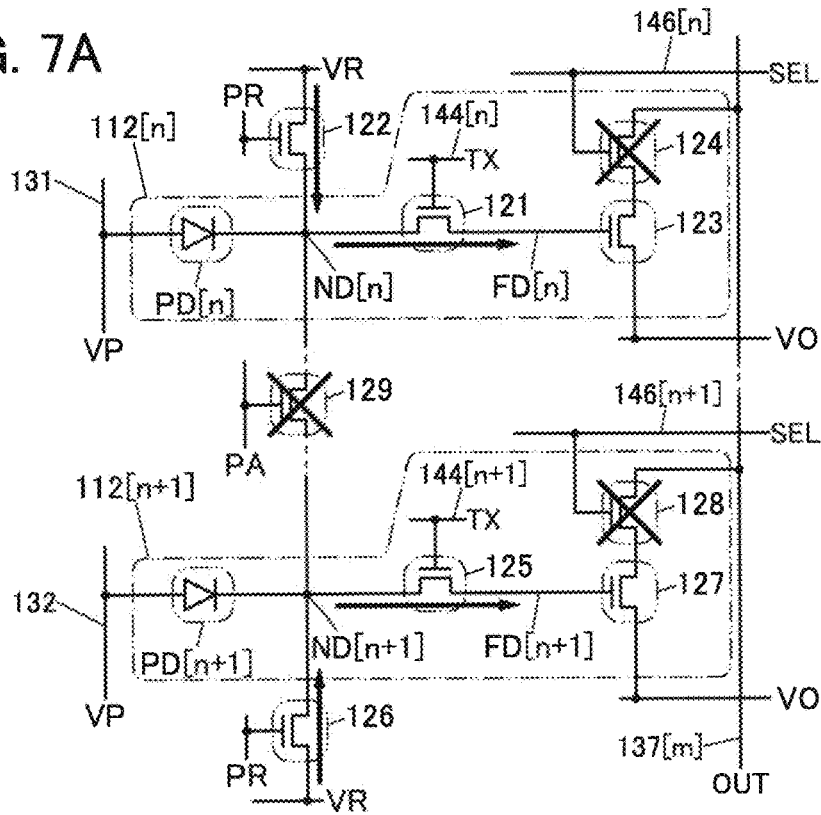 G. 7A
146[n]
VR
SEL
PR
112[n]
122
144[n]
124
TX
131
121
123
PD[n]
ND[n]
FD[n]
VP
VO
129
146[n+1]
PA
SEL
112[n+1]
144[n+1]
TX
128
125
127
132
PD[n+1]
ND[n+1]
FD[n+1]
VP
126
VO
PR
137[m]
VR
OUT